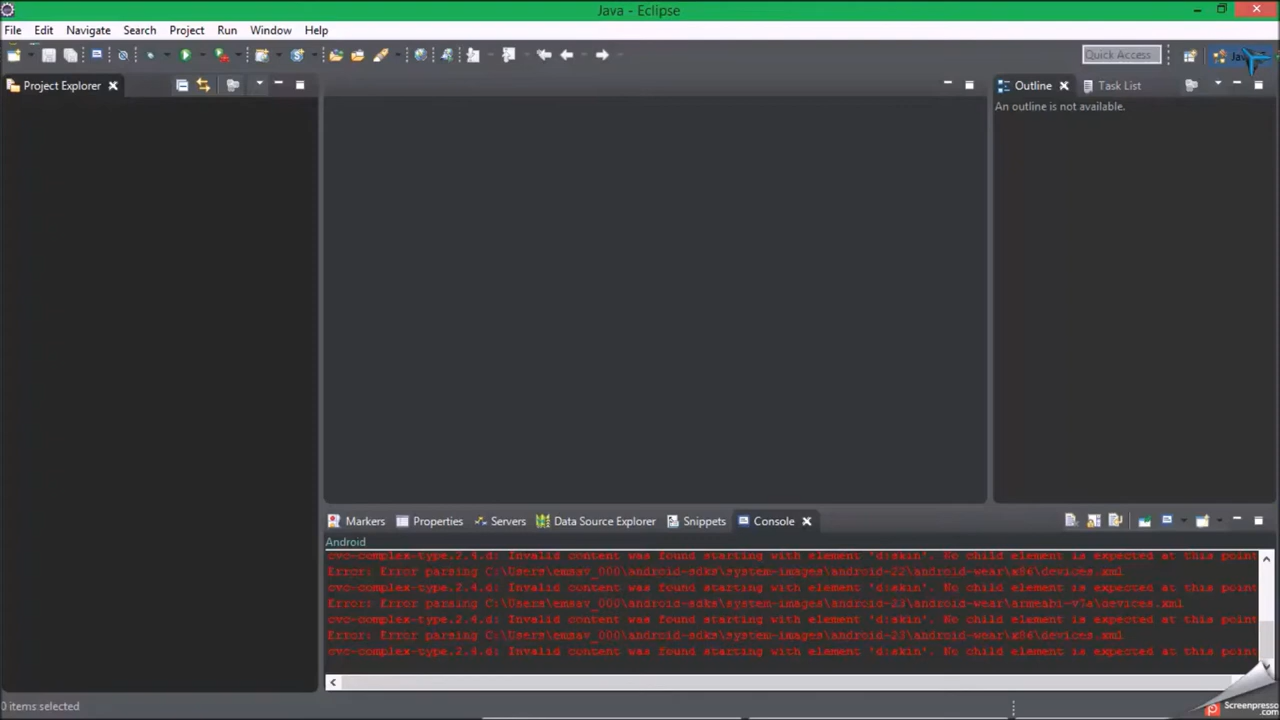 Java - Eclipse
File Edit Navigate Search Project Run Window Help
Quick Access
Project Explorer
Outline Task List
An outline is not available.
Markers Properties Servers Data Source Explorer Snippets Console
Android
cvc-complex-type.2.4.d: Invalid content was found starting with element 'd:skin'. No child element is expected at this point
Error: Error parsing C:\Users\emsav_000\android-sdks\system-images\android-22\android-wear\x86\devices.xml
cvc-complex-type.2.4.d: Invalid content was found starting with element 'd:skin'. No child element is expected at this point
Error: Error parsing C:\Users\emsav_000\android-sdks\system-images\android-23\android-wear\armeabi-v7a\devices.xml
cvc-complex-type.2.4.d: Invalid content was found starting with element 'd:skin'. No child element is expected at this point
Error: Error parsing C:\Users\emsav_000\android-sdks\system-images\android-23\android-wear\x86\devices.xml
cvc-complex-type.2.4.d: Invalid content was found starting with element 'd:skin'. No child element is expected at this point
0 items selected
Screenpresso
.com